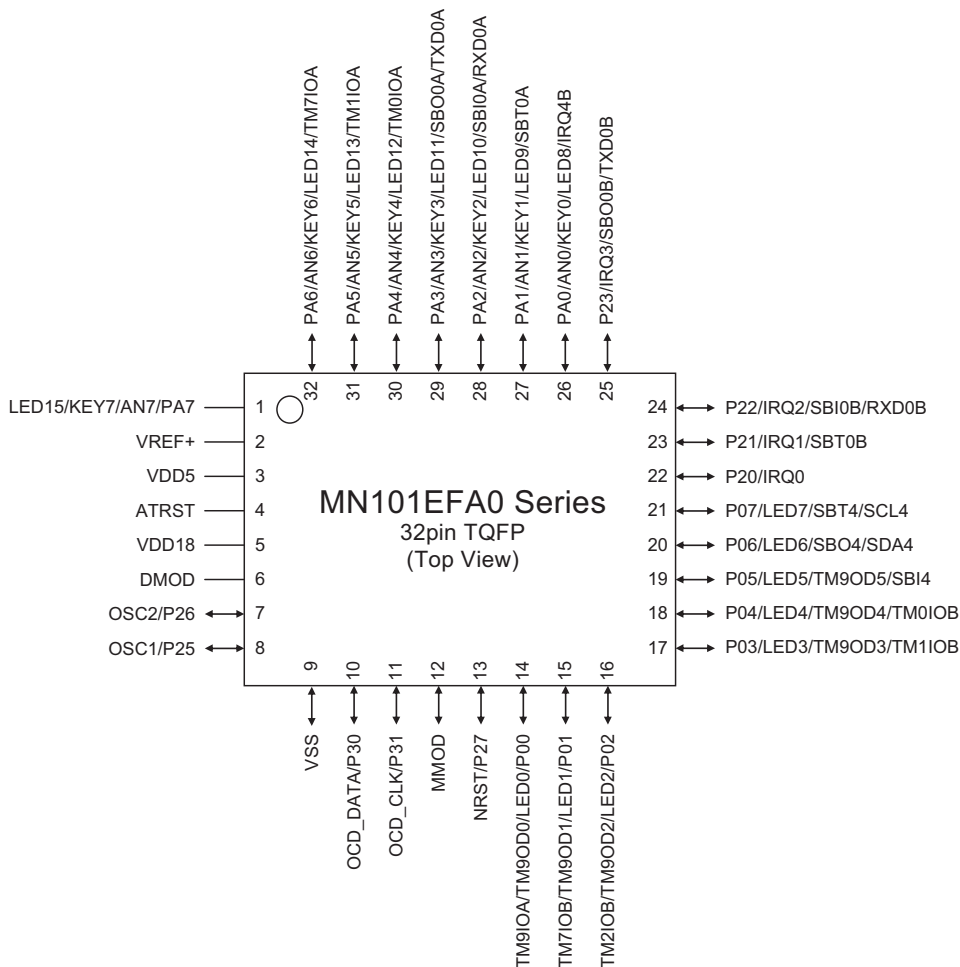 PA6/AN6/KEY6/LED14/TM7IOA
PA5/AN5/KEY5/LED13/TM1IOA
PA4/AN4/KEY4/LED12/TM0IOA
PA3/AN3/KEY3/LED11/SBO0A/TXD0A
PA2/AN2/KEY2/LED10/SBI0A/RXD0A
PA1/AN1/KEY1/LED9/SBT0A
PA0/AN0/KEY0/LED8/IRQ4B
P23/IRQ3/SBO0B/TXD0B
32 31 30 29 28 27 26 25
LED15/KEY7/AN7/PA7 1
VREF+ 2
VDD5 3
ATRST 4
VDD18 5
DMOD 6
OSC2/P26 7
OSC1/P25 8
MN101EFA0 Series
32pin TQFP
(Top View)
24 P22/IRQ2/SBI0B/RXD0B
23 P21/IRQ1/SBT0B
22 P20/IRQ0
21 P07/LED7/SBT4/SCL4
20 P06/LED6/SBO4/SDA4
19 P05/LED5/TM9OD5/SBI4
18 P04/LED4/TM9OD4/TM0IOB
17 P03/LED3/TM9OD3/TM1IOB
9 10 11 12 13 14 15 16
VSS
OCD_DATA/P30
OCD_CLK/P31
MMOD
NRST/P27
TM9IOA/TM9OD0/LED0/P00
TM7IOB/TM9OD1/LED1/P01
TM2IOB/TM9OD2/LED2/P02